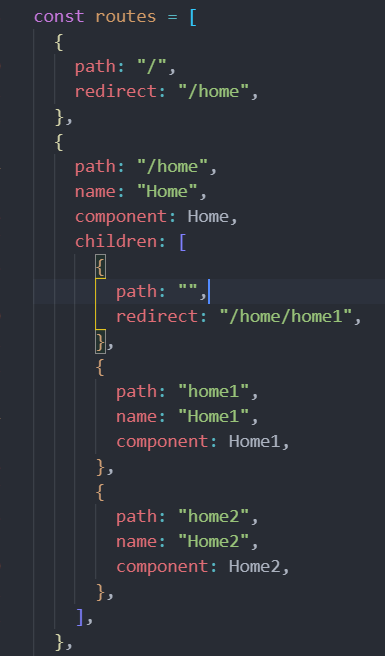 const routes = [
{
path: "/",
redirect: "/home",
},
{
path: "/home",
name: "Home",
component: Home,
children: [
{
path: "",
redirect: "/home/home1",
},
{
path: "home1",
name: "Home1",
component: Home1,
},
{
path: "home2",
name: "Home2",
component: Home2,
},
],
},